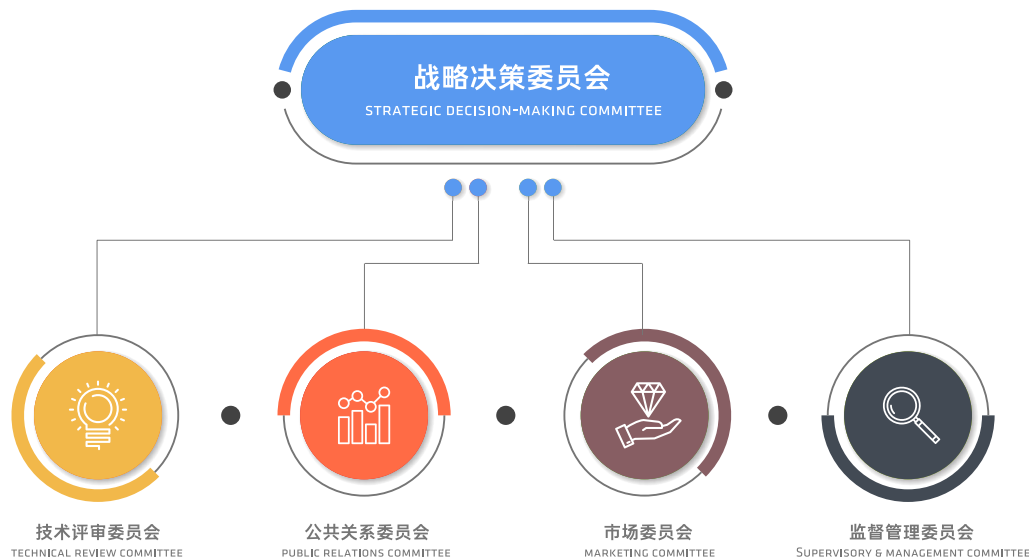 战略决策委员会
STRATEGIC DECISION-MAKING COMMITTEE
技术评审委员会
TECHNICAL REVIEW COMMITTEE
公共关系委员会
PUBLIC RELATIONS COMMITTEE
市场委员会
MARKETING COMMITTEE
监督管理委员会
SUPERVISORY & MANAGEMENT COMMITTEE